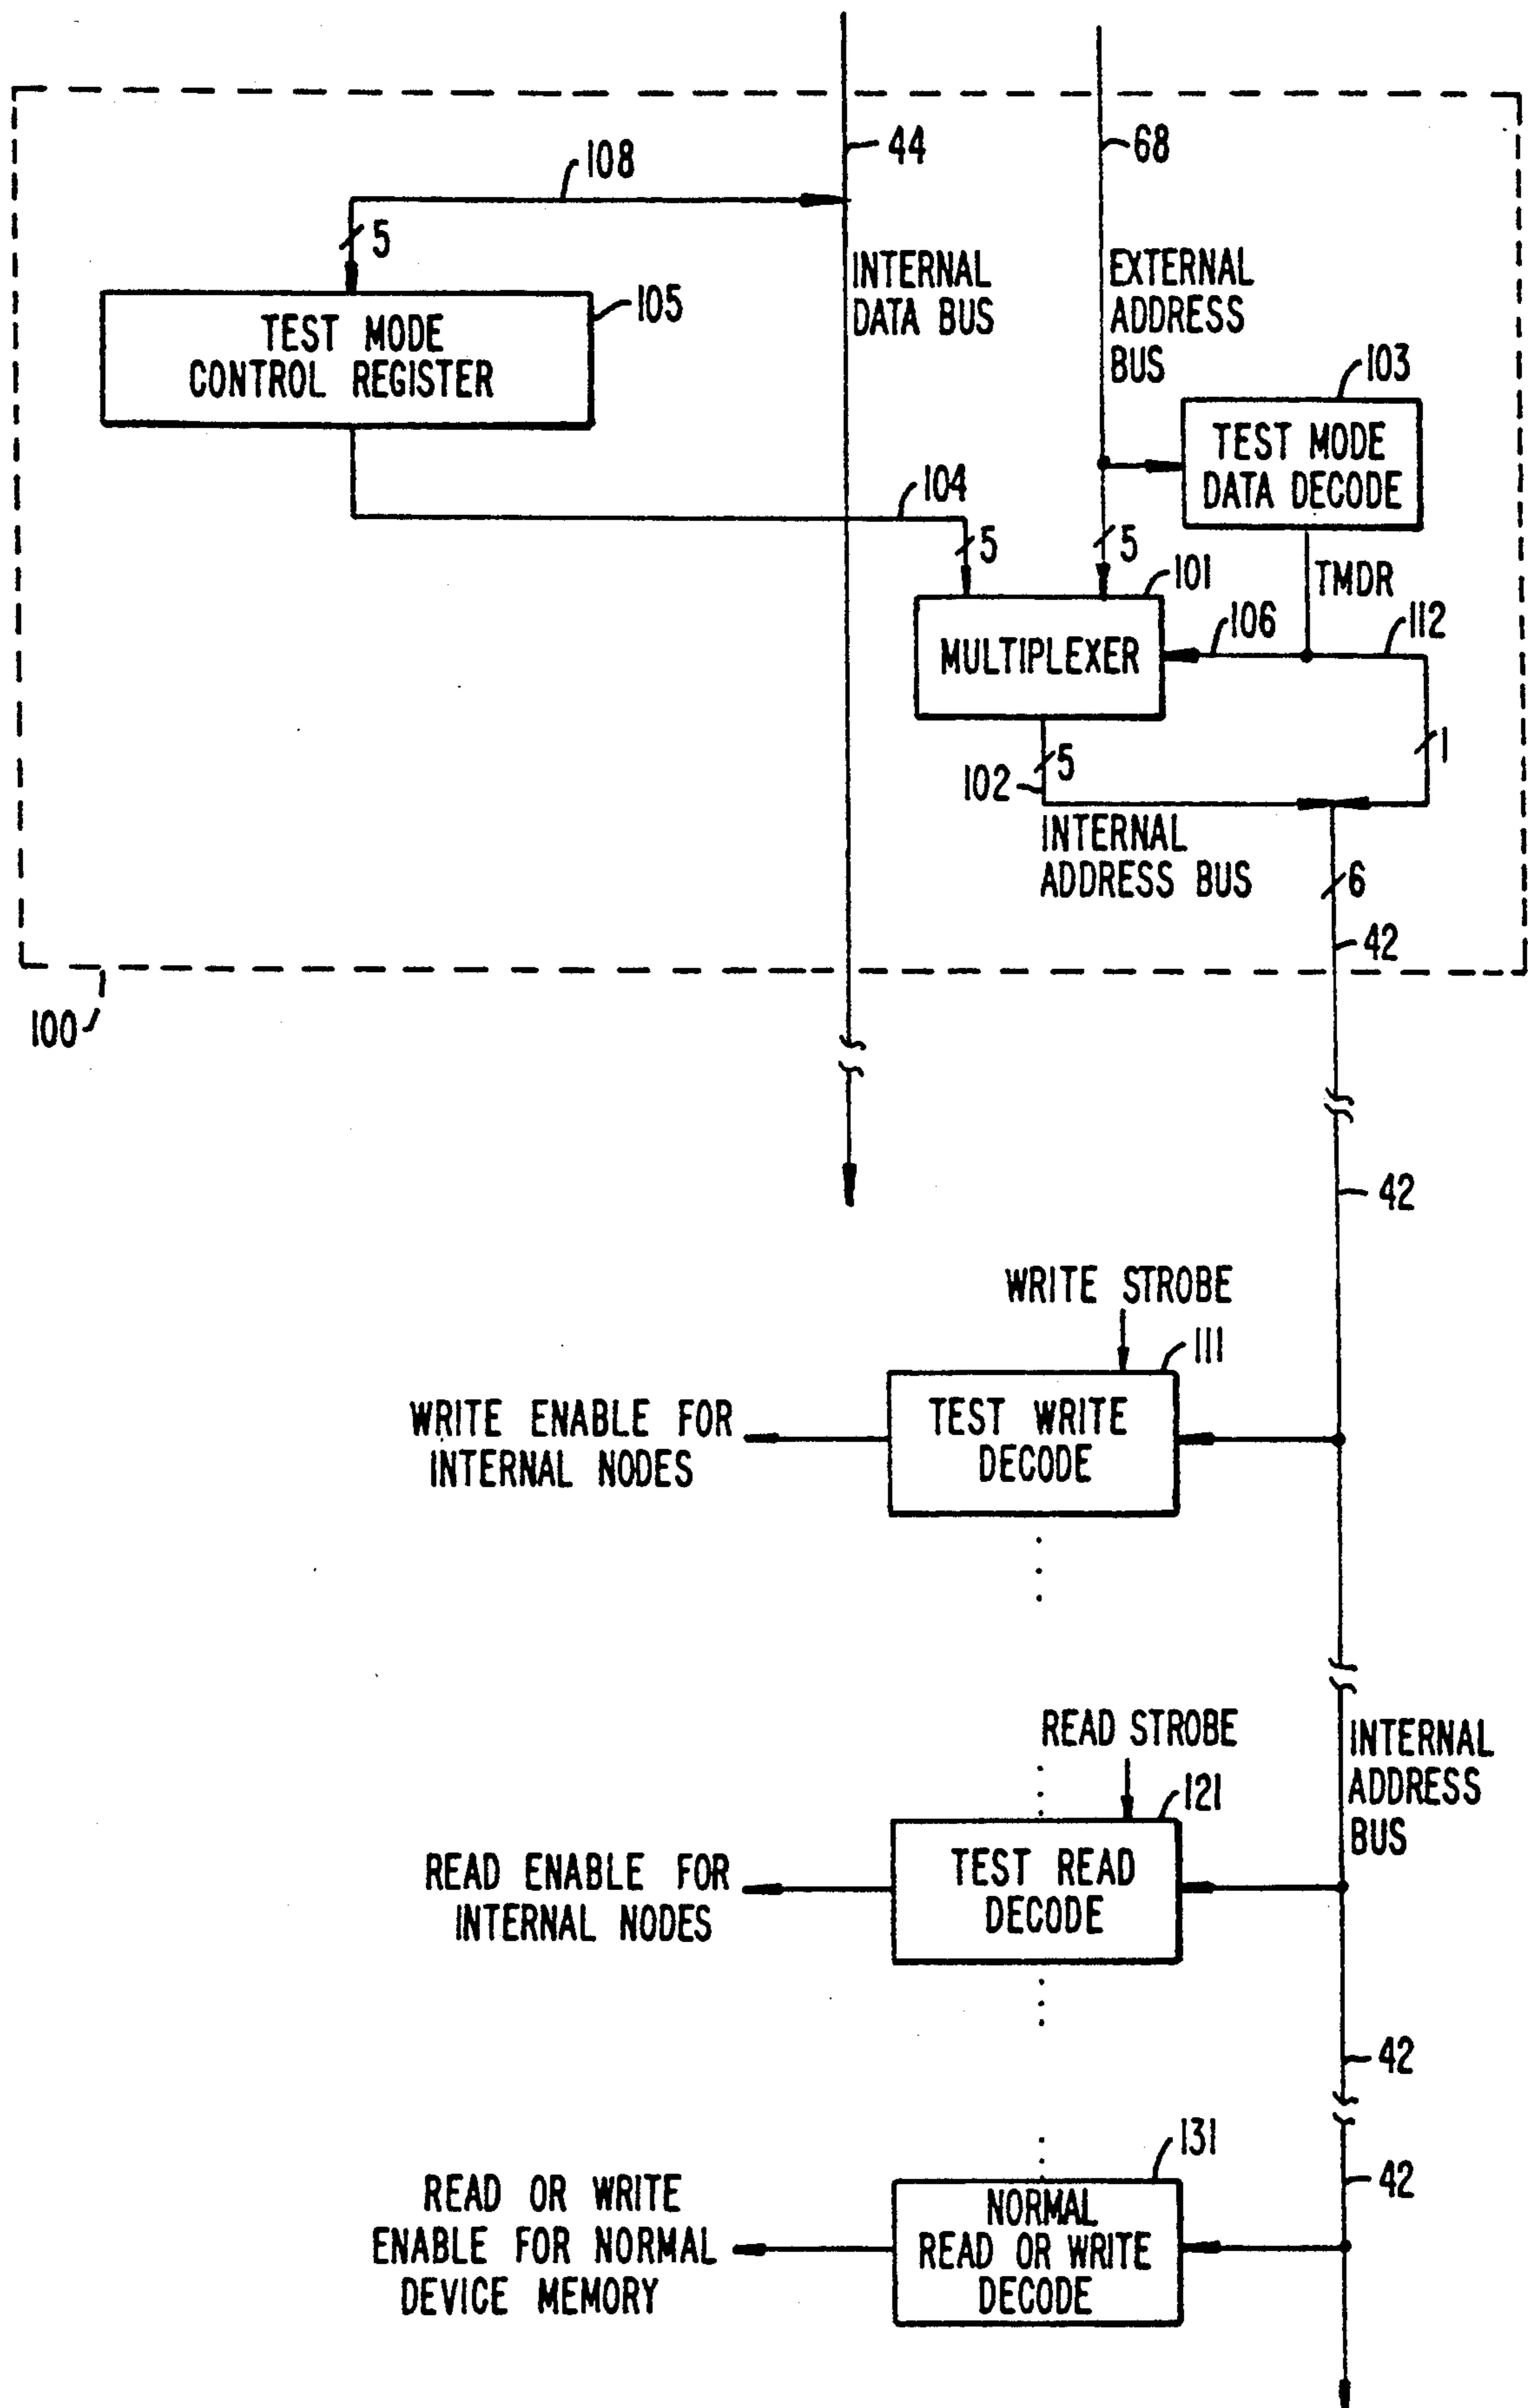 44
68
108
5
INTERNAL
DATA BUS
EXTERNAL
ADDRESS
BUS
105
TEST MODE
CONTROL REGISTER
103
TEST MODE
DATA DECODE
104
5
5
101
TMDR
MULTIPLEXER
106
112
5
1
102
INTERNAL
ADDRESS BUS
6
42
100
42
WRITE STROBE
111
WRITE ENABLE FOR
INTERNAL NODES
TEST WRITE
DECODE
READ STROBE
121
INTERNAL
ADDRESS
BUS
READ ENABLE FOR
INTERNAL NODES
TEST READ
DECODE
42
131
42
READ OR WRITE
ENABLE FOR NORMAL
DEVICE MEMORY
NORMAL
READ OR WRITE
DECODE